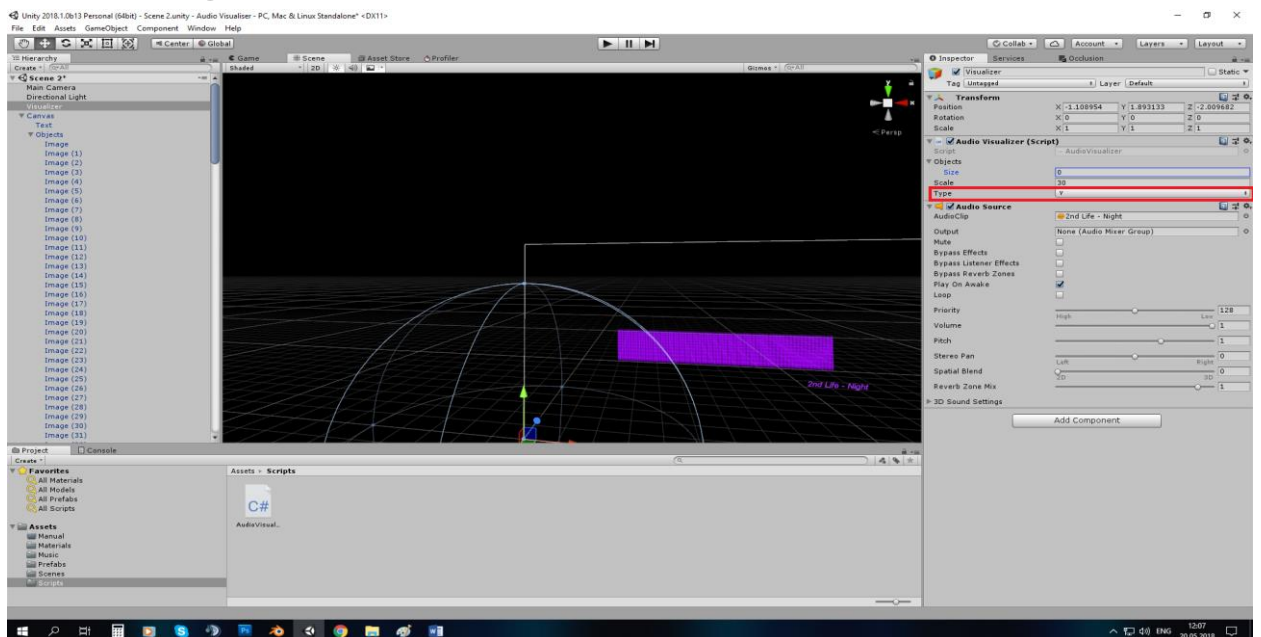 Unity 2018.1.0b13 Personal (64bit) - Scene 2.unity - Audio Visualiser - PC, Mac & Linux Standalone* <DX11>
File Edit Assets GameObject Component Window Help
Center Global Collab Account Layers Layout
Hierarchy
Create All
Scene 2*
Main Camera
Directional Light
Visualizer
Canvas
Text
Objects
Image
Image (1)
Image (2)
Image (3)
Image (4)
Image (5)
Image (6)
Image (7)
Image (8)
Image (9)
Image (10)
Image (11)
Image (12)
Image (13)
Image (14)
Image (15)
Image (16)
Image (17)
Image (18)
Image (19)
Image (20)
Image (21)
Image (22)
Image (23)
Image (24)
Image (25)
Image (26)
Image (27)
Image (28)
Image (29)
Image (30)
Image (31)
Game Scene Asset Store Profiler
Shaded 2D Gizmos All
y
Persp
2nd Life - Night
Inspector Services Occlusion
Visualizer Static
Tag Untagged Layer Default
Transform
Position X -1.108954 Y 1.893133 Z -2.009682
Rotation X 0 Y 0 Z 0
Scale X 1 Y 1 Z 1
Audio Visualizer (Script)
Script AudioVisualizer
Objects
Size 0
Scale 30
Type Y
Audio Source
AudioClip 2nd Life - Night
Output None (Audio Mixer Group)
Mute
Bypass Effects
Bypass Listener Effects
Bypass Reverb Zones
Play On Awake
Loop
Priority 128
High Low
Volume 1
Pitch 1
Stereo Pan 0
Left Right
Spatial Blend 0
2D 3D
Reverb Zone Mix 1
3D Sound Settings
Add Component
Project Console
Create
Favorites
All Materials
All Models
All Prefabs
All Scripts
Assets
Manual
Materials
Music
Prefabs
Scenes
Scripts
Assets Scripts
C#
AudioVisual..
ENG 12:07
20.05.2018